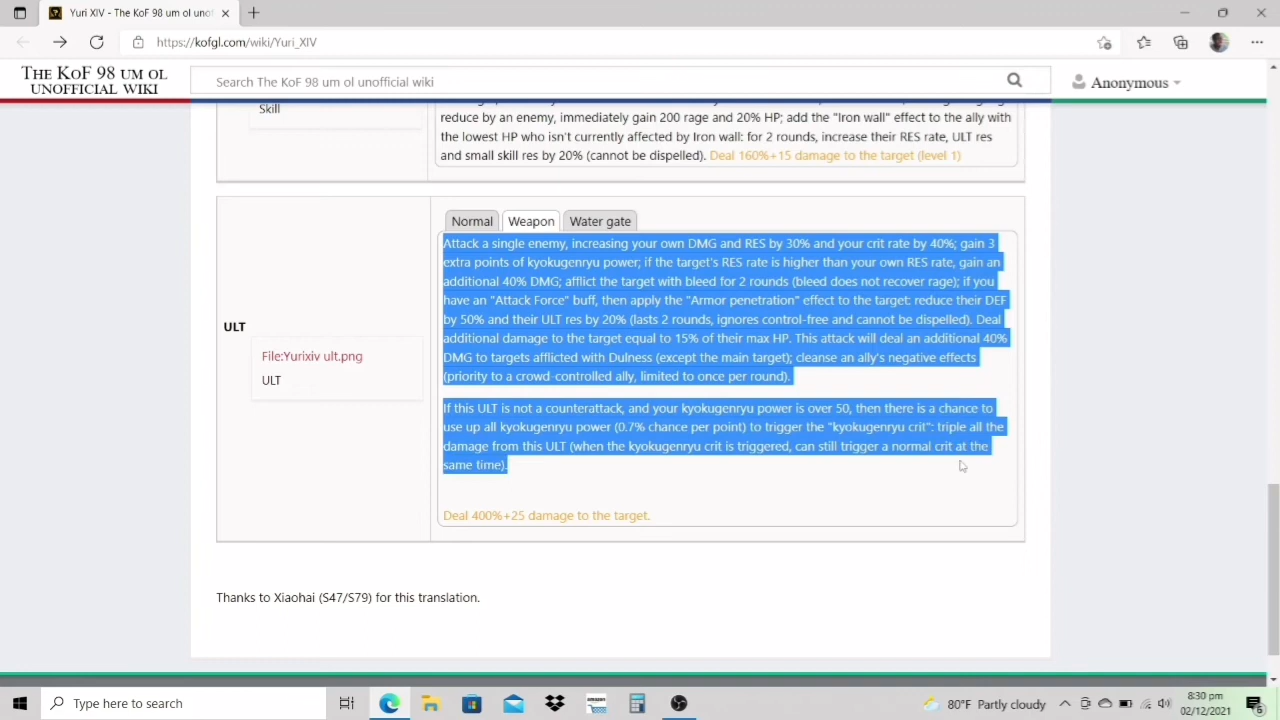 Yuri XIV - The KoF 98 um ol unof
https://kofgl.com/wiki/Yuri_XIV
THE KOF 98 UM OL
UNOFFICIAL WIKI
Search The KoF 98 um ol unofficial wiki
Anonymous
Skill
reduce by an enemy, immediately gain 200 rage and 20% HP; add the "Iron wall" effect to the ally with
the lowest HP who isn't currently affected by Iron wall: for 2 rounds, increase their RES rate, ULT res
and small skill res by 20% (cannot be dispelled). Deal 160%+15 damage to the target (level 1)
Normal
Weapon
Water gate
Attack a single enemy, increasing your own DMG and RES by 30% and your crit rate by 40%; gain 3
extra points of kyokugenryu power; if the target's RES rate is higher than your own RES rate, gain an
additional 40% DMG; afflict the target with bleed for 2 rounds (bleed does not recover rage); if you
have an "Attack Force" buff, then apply the "Armor penetration" effect to the target: reduce their DEF
by 50% and their ULT res by 20% (lasts 2 rounds, ignores control-free and cannot be dispelled). Deal
additional damage to the target equal to 15% of their max HP. This attack will deal an additional 40%
DMG to targets afflicted with Dulness (except the main target); cleanse an ally's negative effects
(priority to a crowd-controlled ally, limited to once per round).
If this ULT is not a counterattack, and your kyokugenryu power is over 50, then there is a chance to
use up all kyokugenryu power (0.7% chance per point) to trigger the "kyokugenryu crit": triple all the
damage from this ULT (when the kyokugenryu crit is triggered, can still trigger a normal crit at the
same time).
Deal 400%+25 damage to the target.
ULT
File:Yurixiv ult.png
ULT
Thanks to Xiaohai (S47/S79) for this translation.
Type here to search
amazon
80°F Partly cloudy
8:30 pm
02/12/2021
6